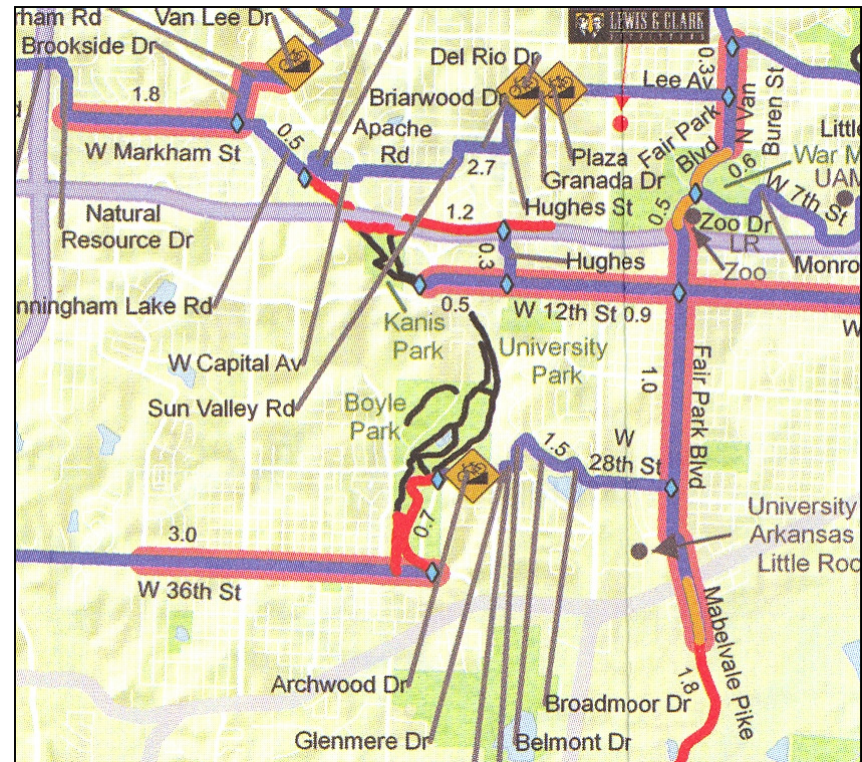 rham Rd
Van Lee Dr
LEWIS & CLARK
OUTFITTERS
Brookside Dr
Del Rio Dr
0.3
Lee Av
1.8
Briarwood Dr
N Van
Buren St
0.5
Apache
Rd
Fair Park
Blvd
W Markham St
Plaza
0.6
Littl
War M
2.7
Granada Dr
UAM
W 7th St
Natural
Resource Dr
1.2
Hughes St
0.5
Zoo Dr
LR
0.3
Hughes
Zoo
Monro
nningham Lake Rd
0.5
W 12th St
0.9
Kanis
Park
W
University
Park
W Capital Av
1.0
Fair Park Blvd
Sun Valley Rd
Boyle
Park
1.5
W
28th St
University
Arkansas
Little Roc
3.0
0.7
W 36th St
Mabelvale Pike
Archwood Dr
1.8
Broadmoor Dr
Glenmere Dr
Belmont Dr